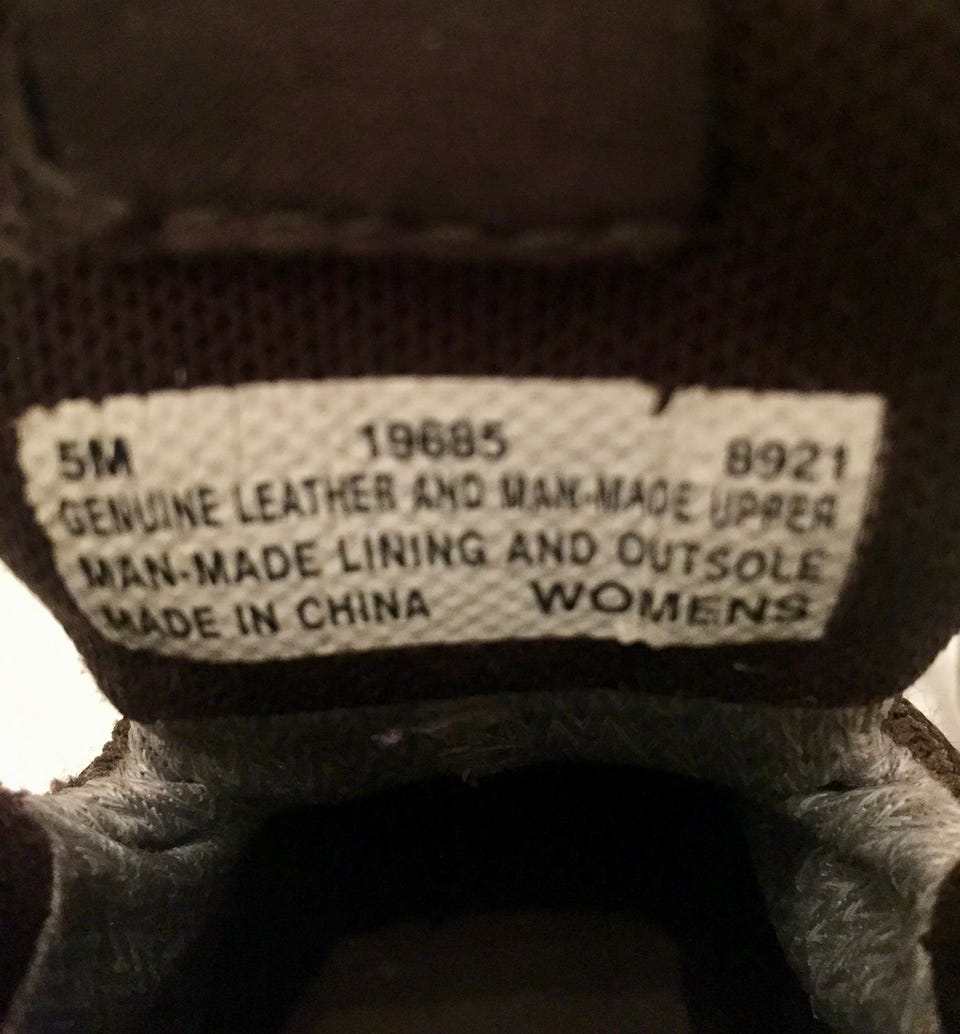 5M 19685 8921
GENUINE LEATHER AND MAN-MADE UPPER
MAN-MADE LINING AND OUTSOLE
MADE IN CHINA WOMENS